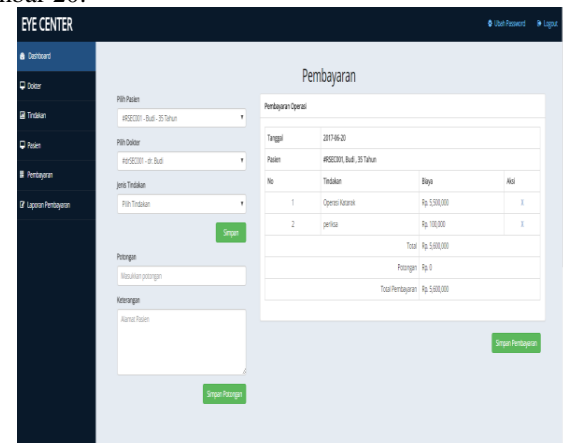 EYE CENTER
Ubah Password Logout
Dashboard
Dokter
Tindakan
Pasien
Pembayaran
Laporan Pembayaran
Pembayaran
Pilih Pasien
#RSEC001 - Budi - 35 Tahun
Pilih Dokter
#drSEC001 - dr. Budi
Jenis Tindakan
Pilih Tindakan
Simpan
Potongan
Masukkan potongan
Keterangan
Alamat Pasien
Simpan Potongan
Pembayaran Operasi
Tanggal 2017-06-20
Pasien #RSEC001, Budi , 35 Tahun
No Tindakan Biaya Aksi
1 Operasi Katarak Rp. 5,500,000 X
2 periksa Rp. 100,000 X
Total Rp. 5,600,000
Potongan Rp. 0
Total Pembayaran Rp. 5,600,000
Simpan Pembayaran